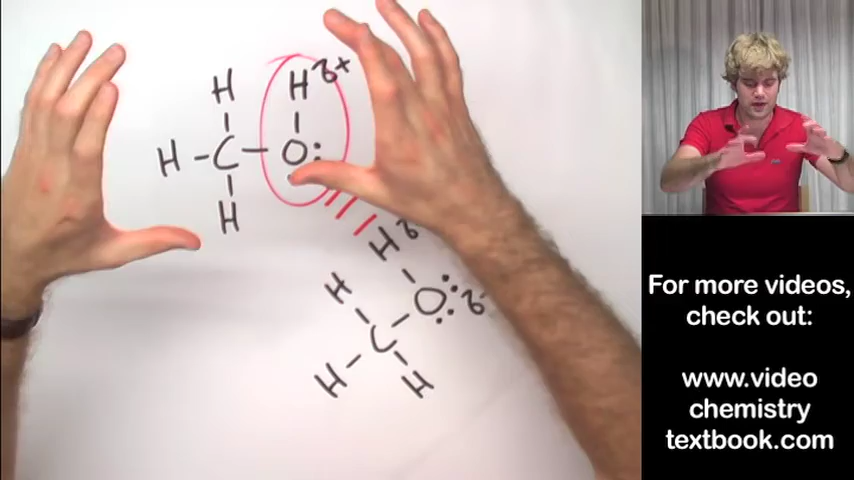 H H δ+
H - C - O :
H H δ
H O : δ-
C
H H
For more videos,
check out:
www.video
chemistry
textbook.com